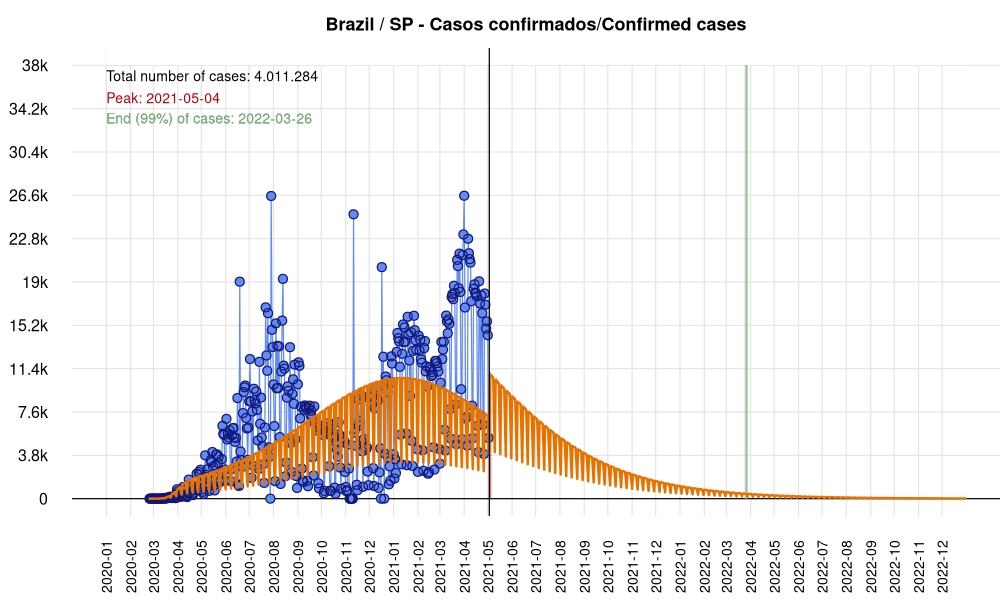 Brazil / SP - Casos confirmados/Confirmed cases
Total number of cases: 4.011.284
Peak: 2021-05-04
End (99%) of cases: 2022-03-26
38k
34.2k
30.4k
26.6k
22.8k
19k
15.2k
11.4k
7.6k
3.8k
0
2020-01
2020-02
2020-03
2020-04
2020-05
2020-06
2020-07
2020-08
2020-09
2020-10
2020-11
2020-12
2021-01
2021-02
2021-03
2021-04
2021-05
2021-06
2021-07
2021-08
2021-09
2021-10
2021-11
2021-12
2022-01
2022-02
2022-03
2022-04
2022-05
2022-06
2022-07
2022-08
2022-09
2022-10
2022-11
2022-12